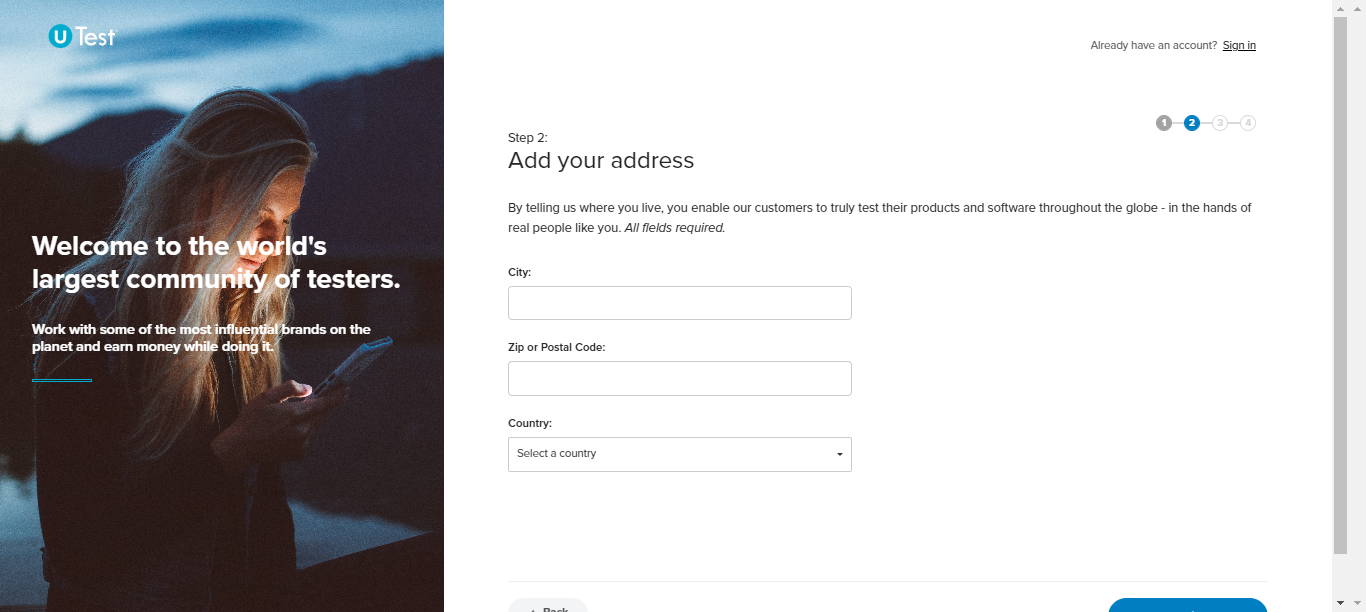 U Test
Already have an account? Sign in
1 2 3 4
Step 2:
Add your address
By telling us where you live, you enable our customers to truly test their products and software throughout the globe - in the hands of
real people like you. All fields required.
Welcome to the world's
largest community of testers.
Work with some of the most influential brands on the
planet and earn money while doing it.
City:
Zip or Postal Code:
Country:
Select a country
Back